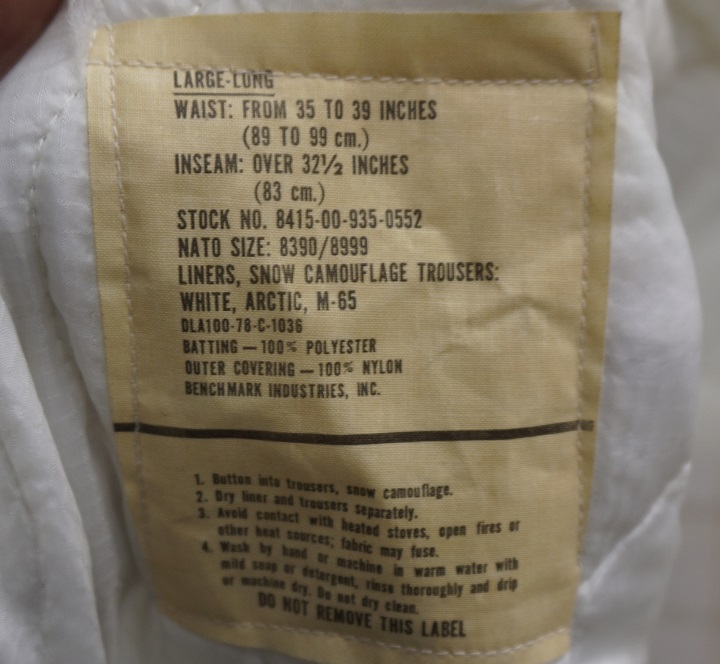 LARGE-LONG
WAIST: FROM 35 TO 39 INCHES
(89 TO 99 cm.)
INSEAM: OVER 32½ INCHES
(83 cm.)
STOCK NO. 8415-00-935-0552
NATO SIZE: 8390/8999
LINERS, SNOW CAMOUFLAGE TROUSERS:
WHITE, ARCTIC, M-65
DLA100-78-C-1036
BATTING — 100% POLYESTER
OUTER COVERING — 100% NYLON
BENCHMARK INDUSTRIES, INC.
1. Button into trousers, snow camouflage.
2. Dry liner and trousers separately.
3. Avoid contact with heated stoves, open fires or
other heat sources; fabric may fuse.
4. Wash by hand or machine in warm water with
mild soap or detergent, rinse thoroughly and drip
or machine dry. Do not dry clean.
DO NOT REMOVE THIS LABEL